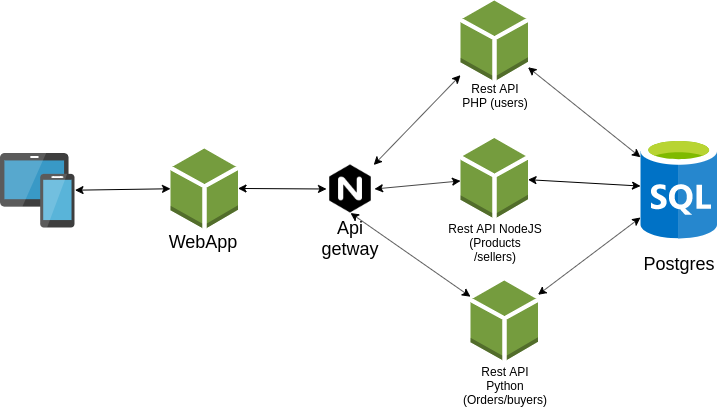 Rest API
PHP (users)
WebApp
N
Api
getway
Rest API NodeJS
(Products
/sellers)
SQL
Postgres
Rest API
Python
(Orders/buyers)